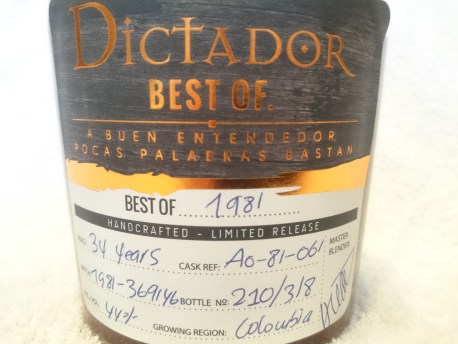 DICTADOR
BEST OF.
A BUEN ENTENDEDOR
POCAS PALABRAS BASTAN
BEST OF 1981
HANDCRAFTED - LIMITED RELEASE
34 years CASK REF: Ao-81-061 MASTER
BLENDER:
1981-369146 BOTTLE №: 210/318
44% GROWING REGION: Colombia